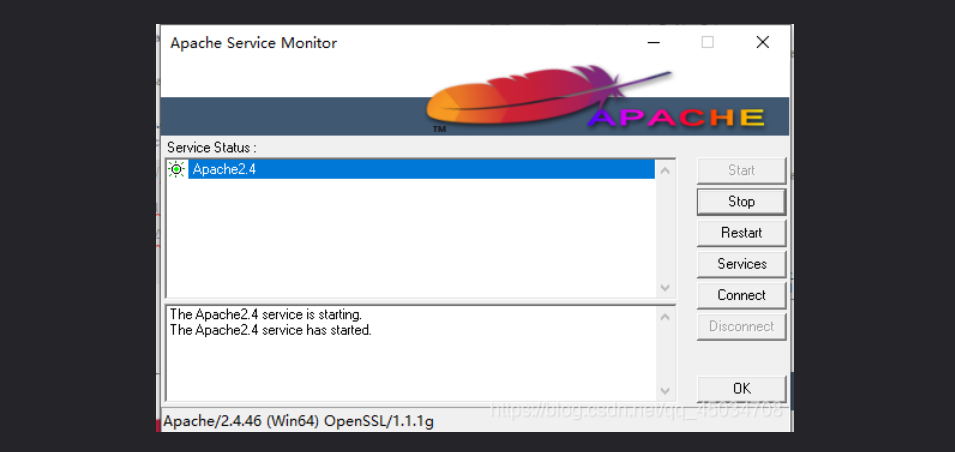 Apache Service Monitor
APACHE
TM
Service Status :
Apache2.4
Start
Stop
Restart
Services
Connect
The Apache2.4 service is starting.
The Apache2.4 service has started.
Disconnect
OK
https://blog.csdn.net/qq_48034708
Apache/2.4.46 (Win64) OpenSSL/1.1.1g